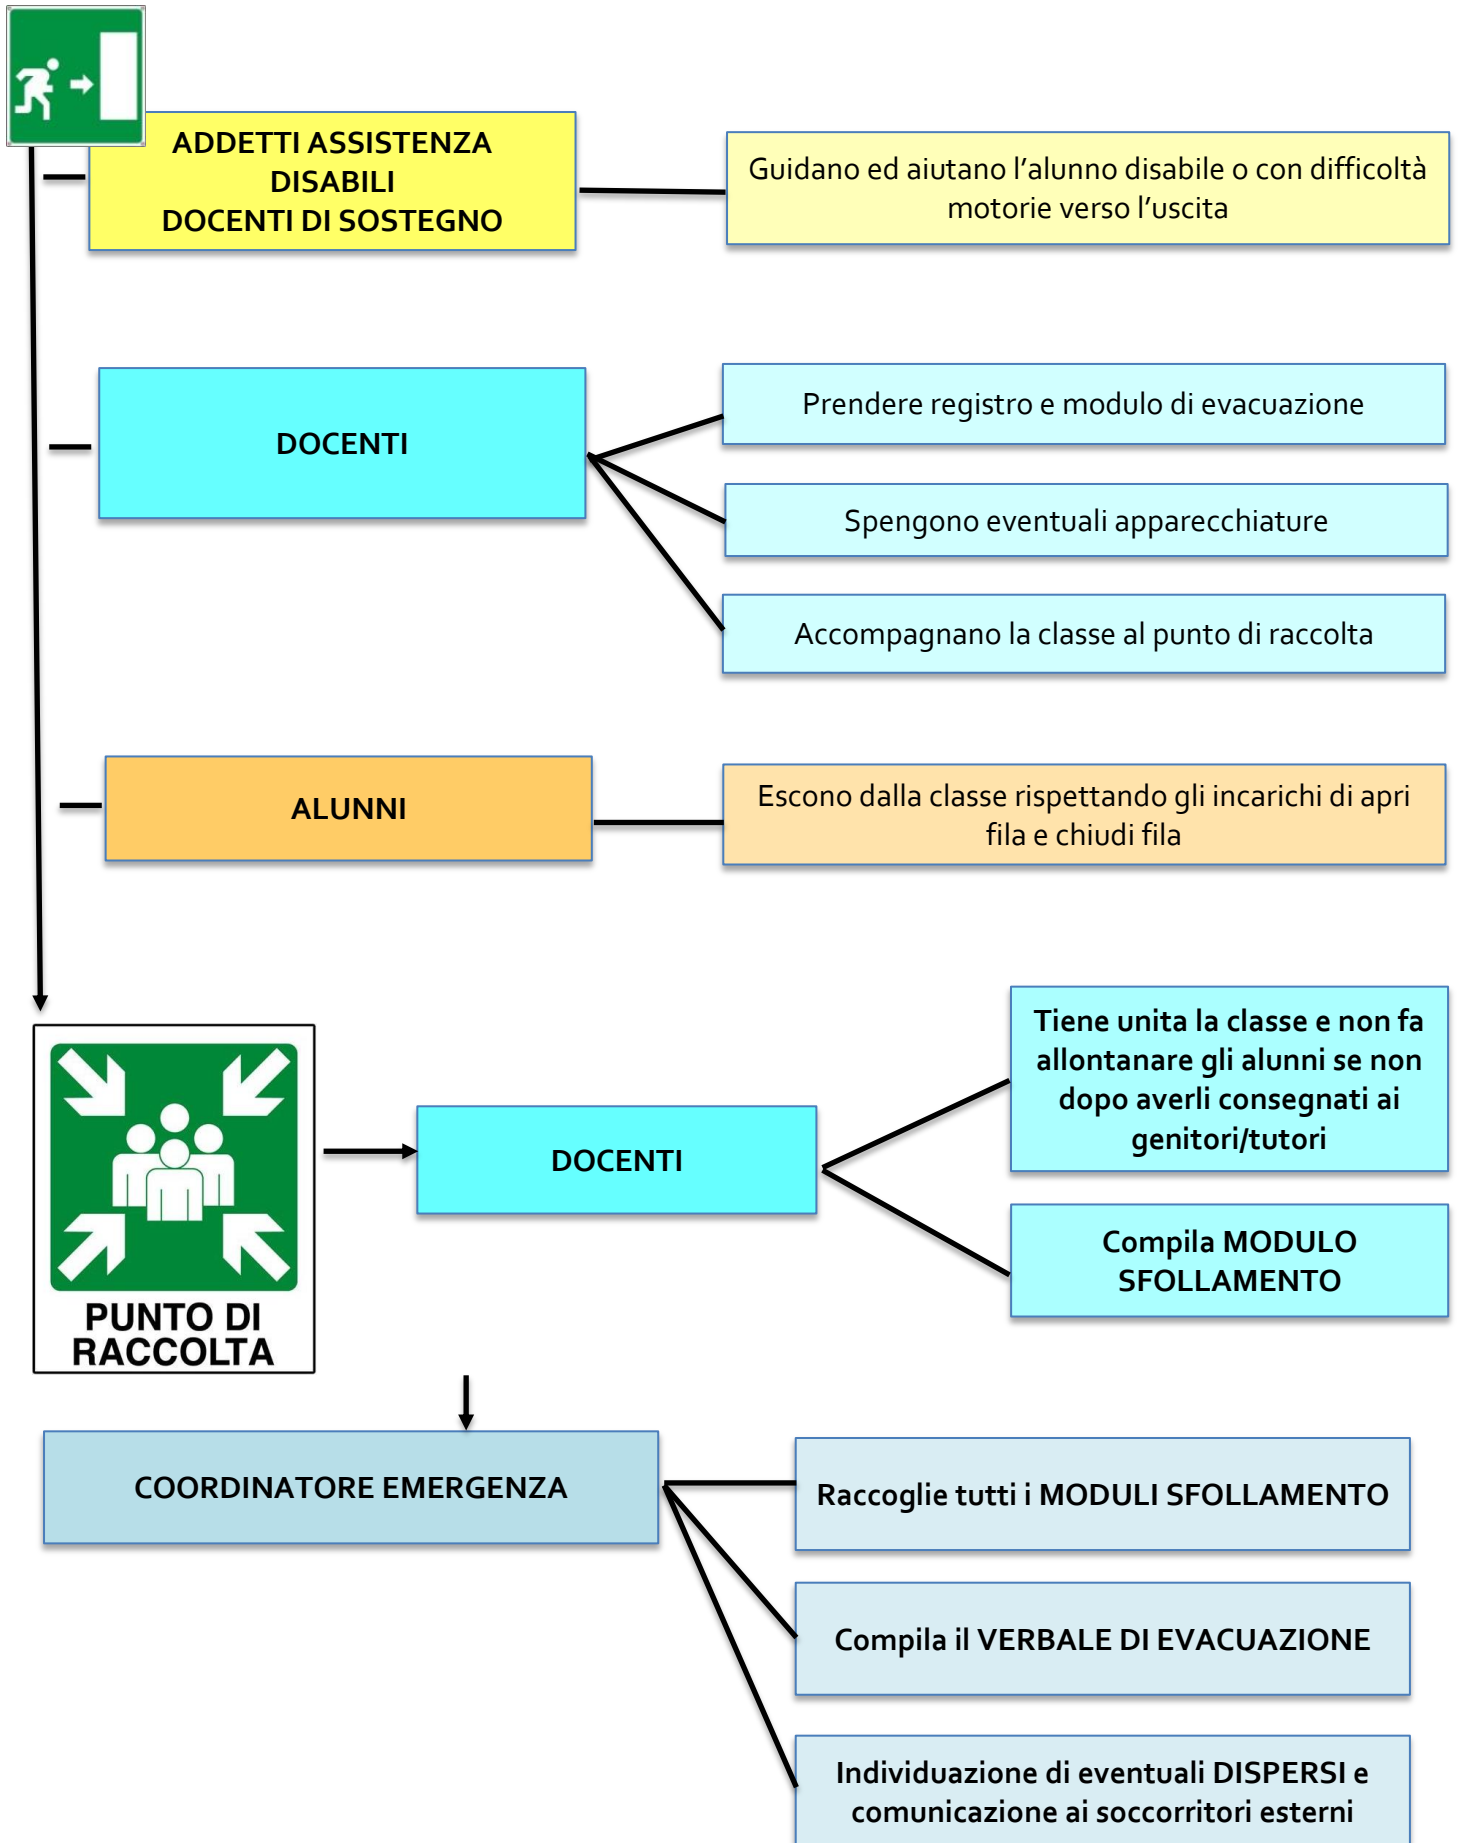 ADDETTI ASSISTENZA
DISABILI
DOCENTI DI SOSTEGNO
Guidano ed aiutano l’alunno disabile o con difficoltà
motorie verso l’uscita
DOCENTI
Prendere registro e modulo di evacuazione
Spengono eventuali apparecchiature
Accompagnano la classe al punto di raccolta
ALUNNI
Escono dalla classe rispettando gli incarichi di apri
fila e chiudi fila
PUNTO DI
RACCOLTA
DOCENTI
Tiene unita la classe e non fa
allontanare gli alunni se non
dopo averli consegnati ai
genitori/tutori
Compila MODULO
SFOLLAMENTO
COORDINATORE EMERGENZA
Raccoglie tutti i MODULI SFOLLAMENTO
Compila il VERBALE DI EVACUAZIONE
Individuazione di eventuali DISPERSI e
comunicazione ai soccorritori esterni